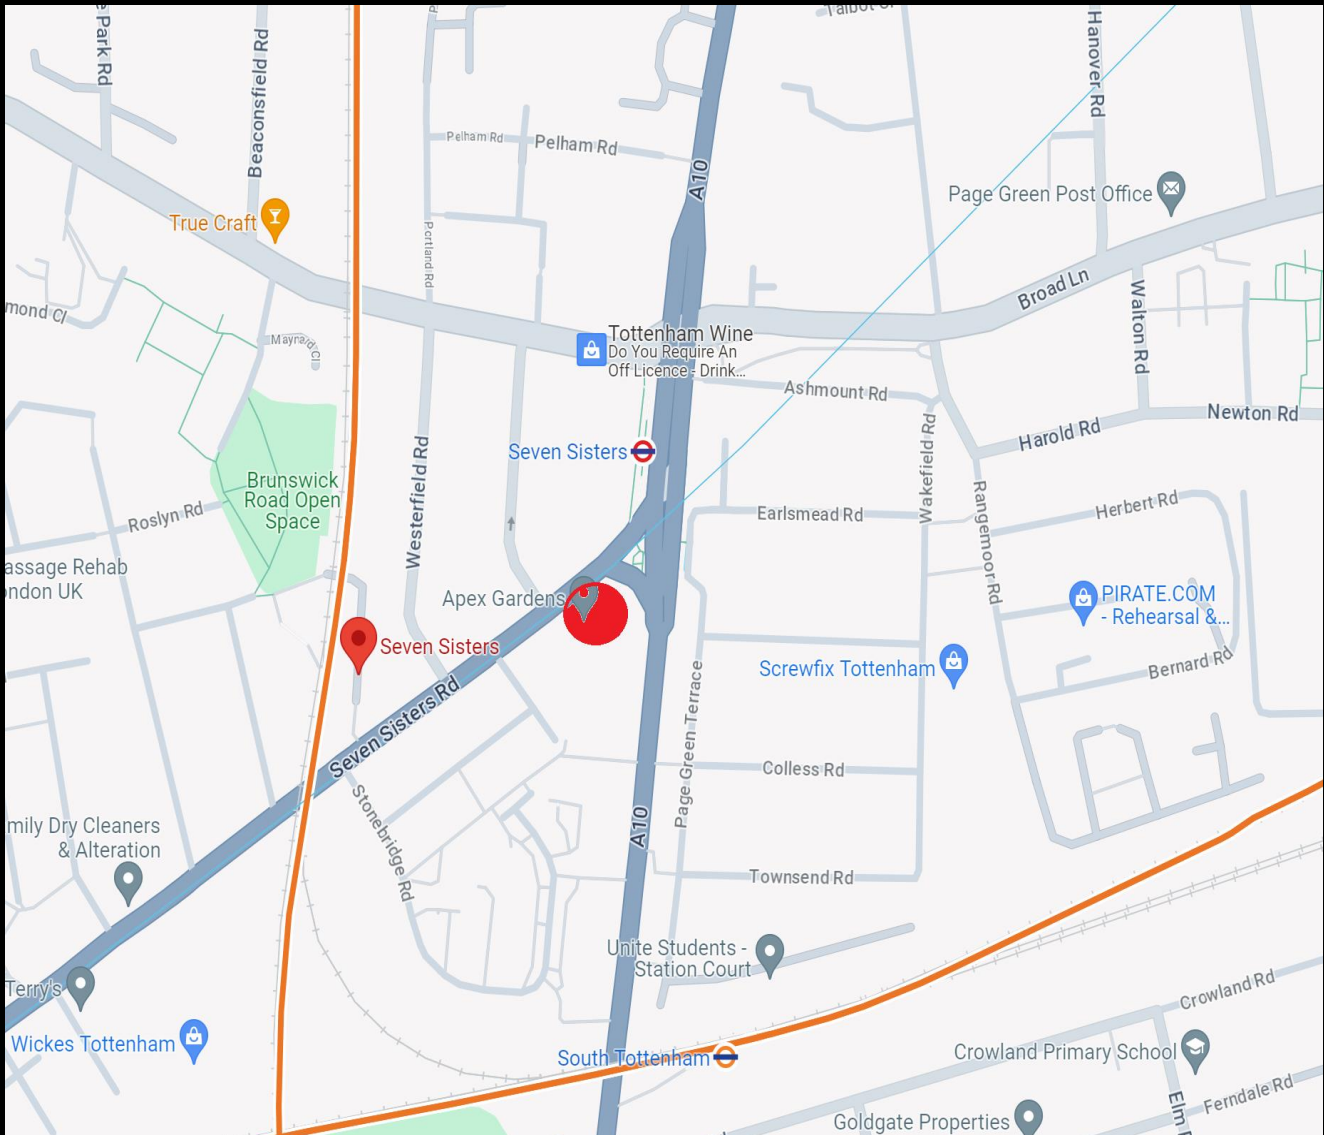 Talbot Cl
e Park Rd
Beaconsfield Rd
Hanover Rd
Pelham Rd
Pelham Rd
A10
Page Green Post Office
True Craft
Portland Rd
Broad Ln
Walton Rd
mond Cl
Maynard Cl
Tottenham Wine
Do You Require An
Off Licence - Drink...
Ashmount Rd
Newton Rd
Harold Rd
Seven Sisters
Westerfield Rd
Wakefield Rd
Brunswick
Road Open
Space
Roslyn Rd
Earlsmead Rd
Rangemoor Rd
Herbert Rd
assage Rehab
ondon UK
Apex Gardens
PIRATE.COM
- Rehearsal &...
Seven Sisters
Screwfix Tottenham
Bernard Rd
Seven Sisters Rd
Page Green Terrace
Colless Rd
Stonebridge Rd
A10
mily Dry Cleaners
& Alteration
Townsend Rd
Unite Students -
Station Court
Terry's
Crowland Rd
Wickes Tottenham
South Tottenham
Crowland Primary School
Elm
Ferndale Rd
Goldgate Properties